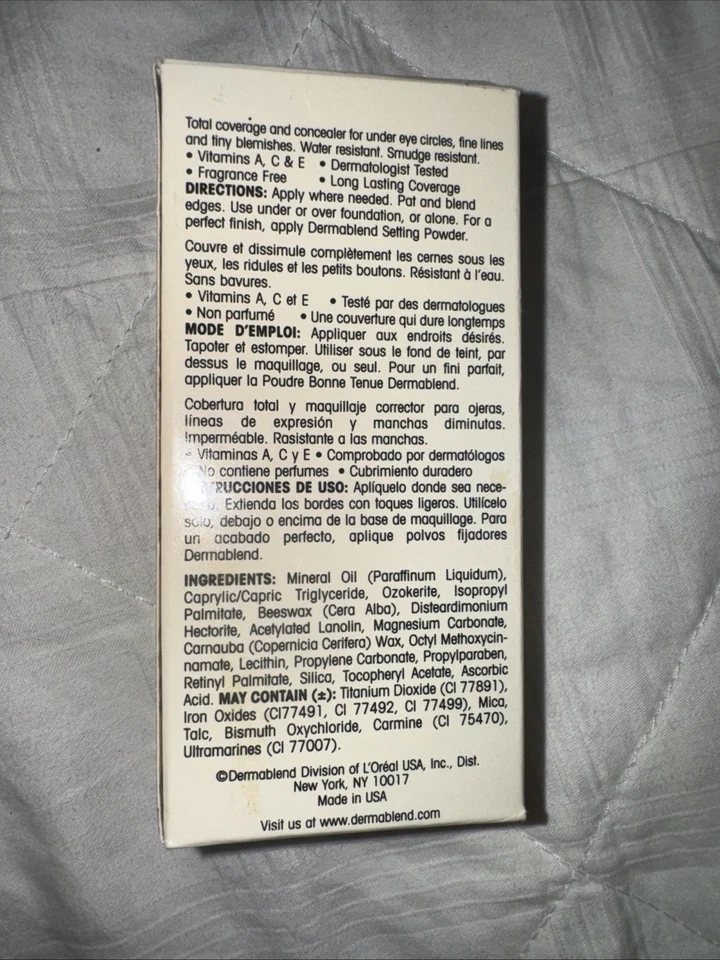 Total coverage and concealer for under eye circles, fine lines
and tiny blemishes. Water resistant. Smudge resistant.
• Vitamins A, C & E • Dermatologist Tested
• Fragrance Free • Long Lasting Coverage
DIRECTIONS: Apply where needed. Pat and blend
edges. Use under or over foundation, or alone. For a
perfect finish, apply Dermablend Setting Powder.
Couvre et dissimule complètement les cernes sous les
yeux, les ridules et les petits boutons. Résistant à l'eau.
Sans bavures.
• Vitamins A, C et E • Testé par des dermatologues
• Non parfumé • Une couverture qui dure longtemps
MODE D'EMPLOI: Appliquer aux endroits désirés.
Tapoter et estomper. Utiliser sous le fond de teint, par
dessus le maquillage, ou seul. Pour un fini parfait,
appliquer la Poudre Bonne Tenue Dermablend.
Cobertura total y maquillaje corrector para ojeras,
líneas de expresión y manchas diminutas.
Imperméable. Rasistante a las manchas.
• Vitaminas A, C y E • Comprobado por dermatólogos
No contiene perfumes • Cubrimiento duradero
DE USO: Aplíquelo donde sea nece-
Extienda los bordes con toques ligeros. Utilícelo
solo, debajo o encima de la base de maquillage. Para
un acabado perfecto, aplique polvos fijadores
Dermablend.
INGREDIENTS: Mineral Oil (Paraffinum Liquidum),
Caprylic/Capric Triglyceride, Ozokerite, Isopropyl
Palmitate, Beeswax (Cera Alba), Disteardimonium
Hectorite, Acetylated Lanolin, Magnesium Carbonate,
Carnauba (Copernicia Cerifera) Wax, Octyl Methoxycin-
namate, Lecithin, Propylene Carbonate, Propylparaben,
Retinyl Palmitate, Silica, Tocopheryl Acetate, Ascorbic
Acid. MAY CONTAIN (±): Titanium Dioxide (CI 77891),
Iron Oxides (CI77491, CI 77492, CI 77499), Mica,
Talc, Bismuth Oxychloride, Carmine (CI 75470),
Ultramarines (CI 77007).
©Dermablend Division of L'Oréal USA, Inc., Dist.
New York, NY 10017
Made in USA
Visit us at www.dermablend.com